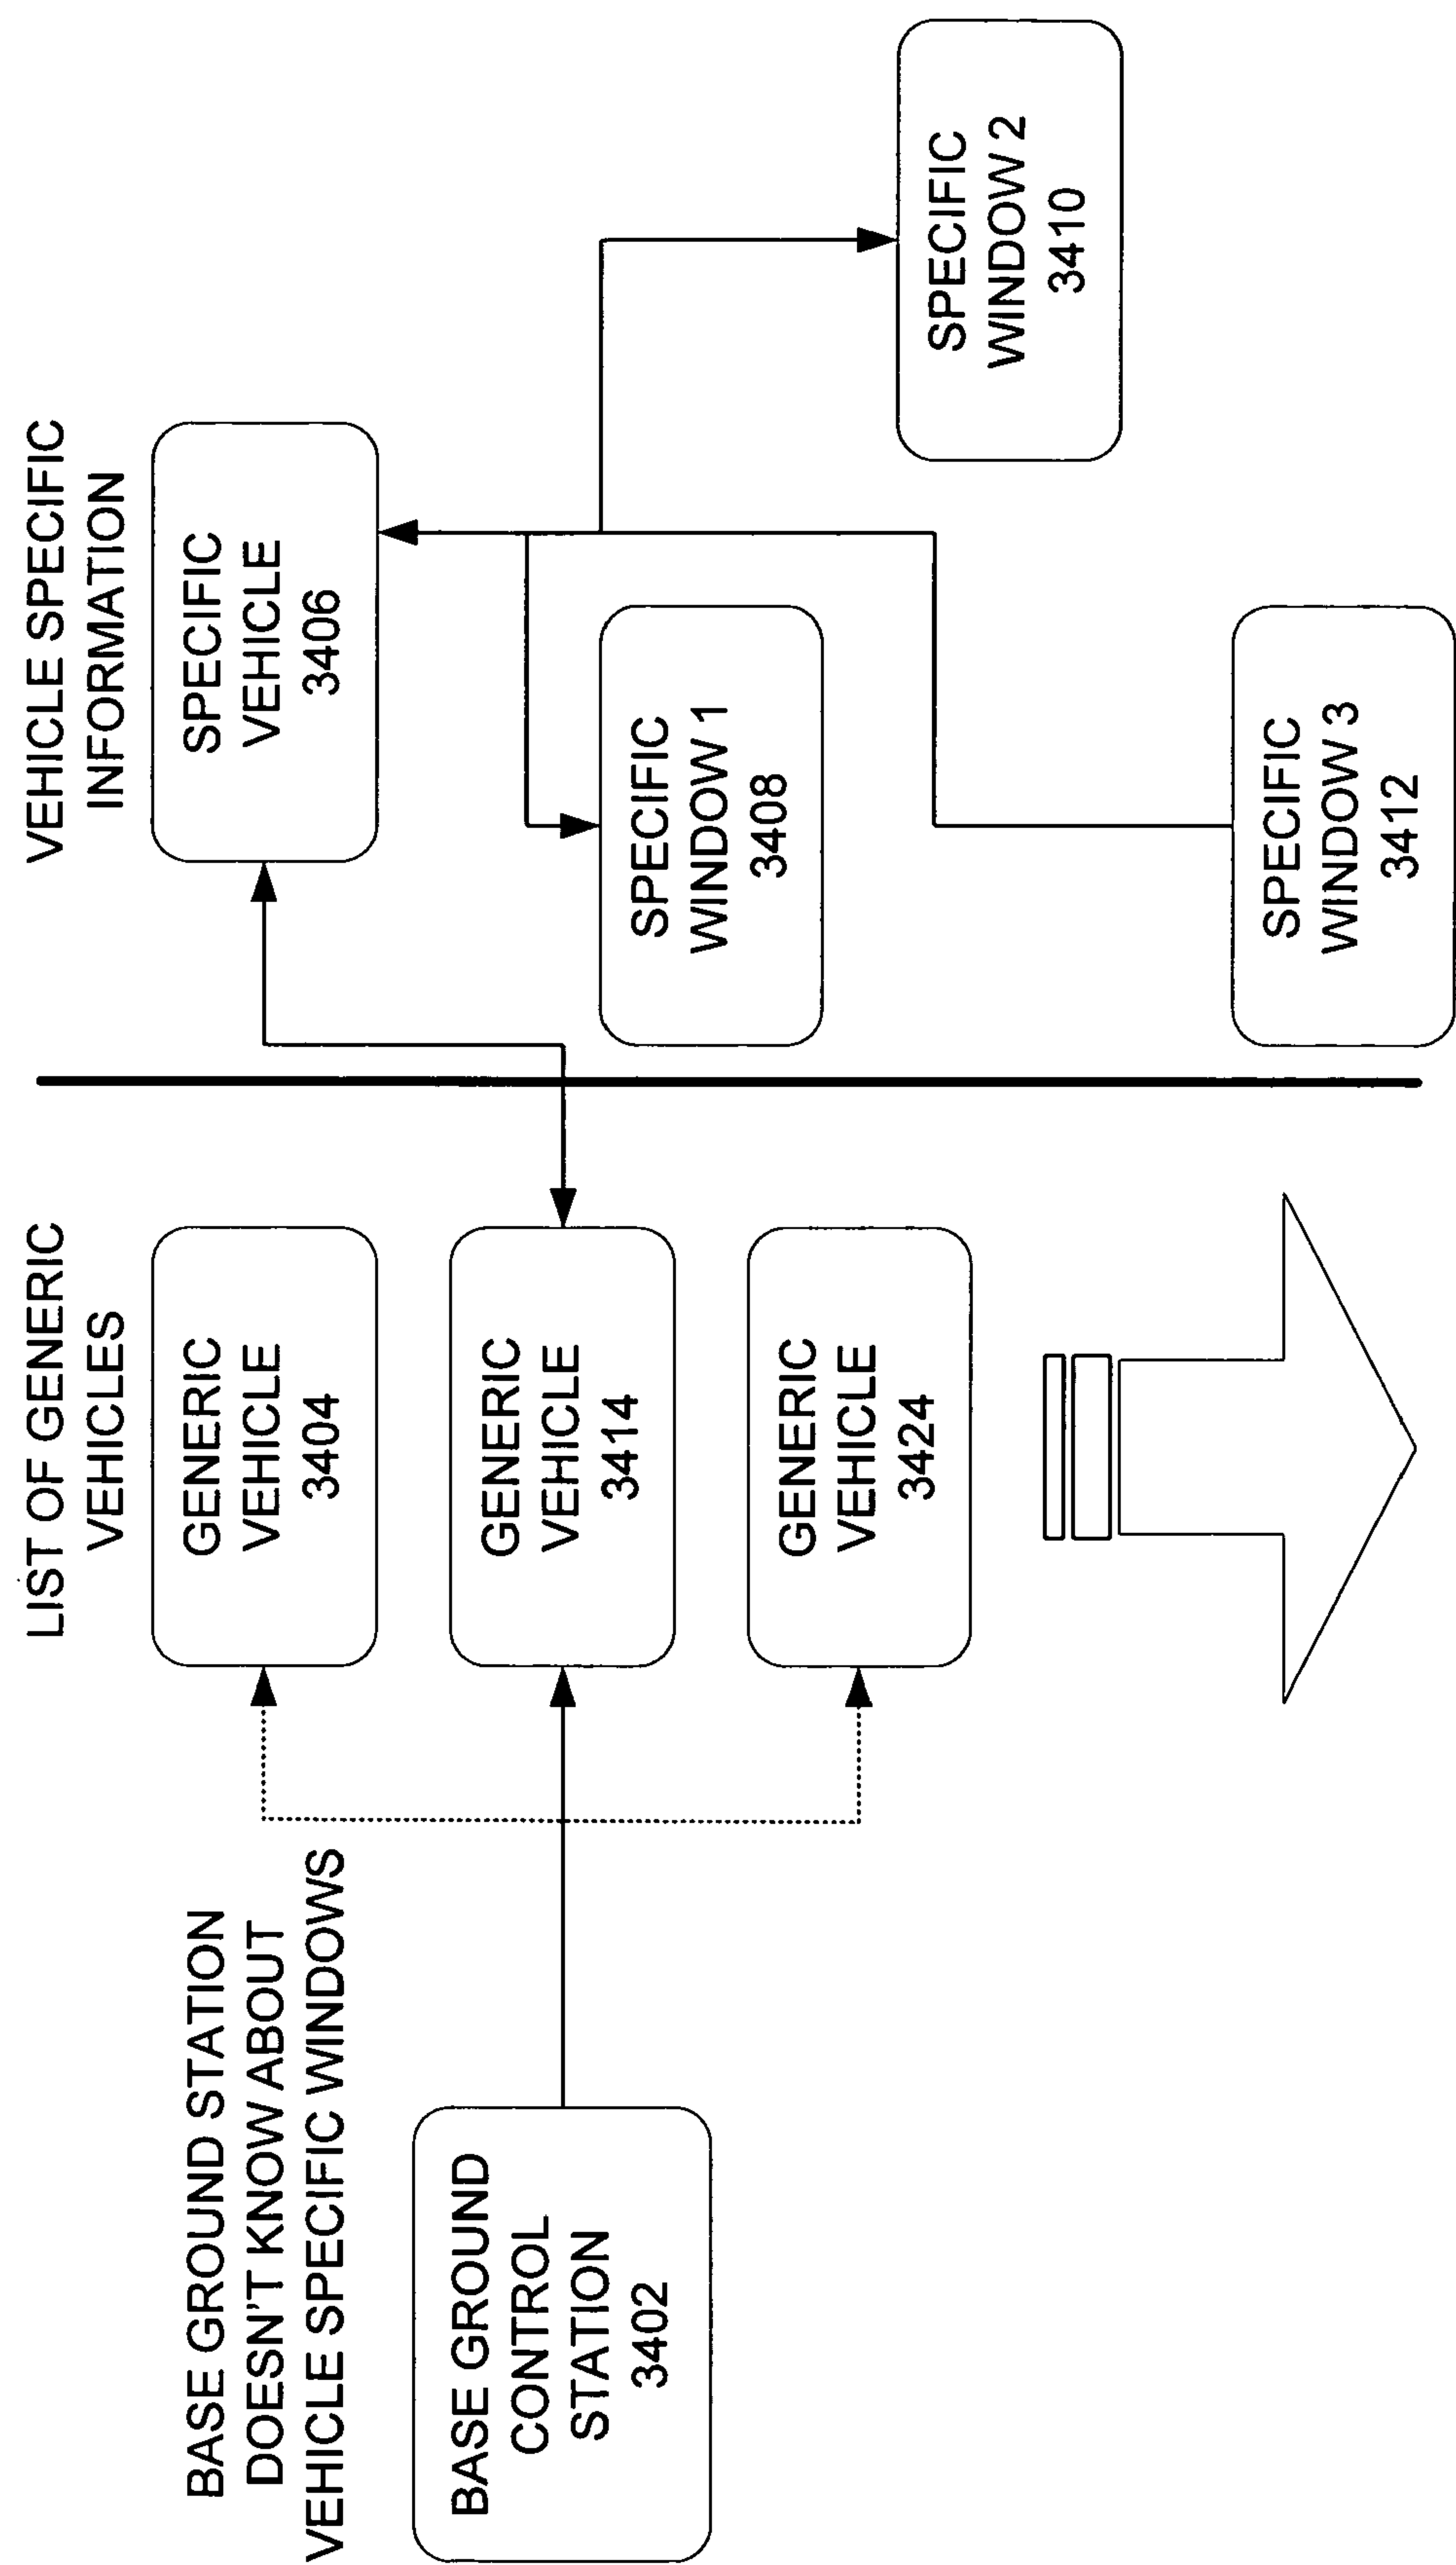 BASE GROUND STATION
DOESN'T KNOW ABOUT
VEHICLE SPECIFIC WINDOWS
BASE GROUND
CONTROL
STATION
3402
LIST OF GENERIC
VEHICLES
GENERIC
VEHICLE
3404
GENERIC
VEHICLE
3414
GENERIC
VEHICLE
3424
VEHICLE SPECIFIC
INFORMATION
SPECIFIC
VEHICLE
3406
SPECIFIC
WINDOW 1
3408
SPECIFIC
WINDOW 2
3410
SPECIFIC
WINDOW 3
3412